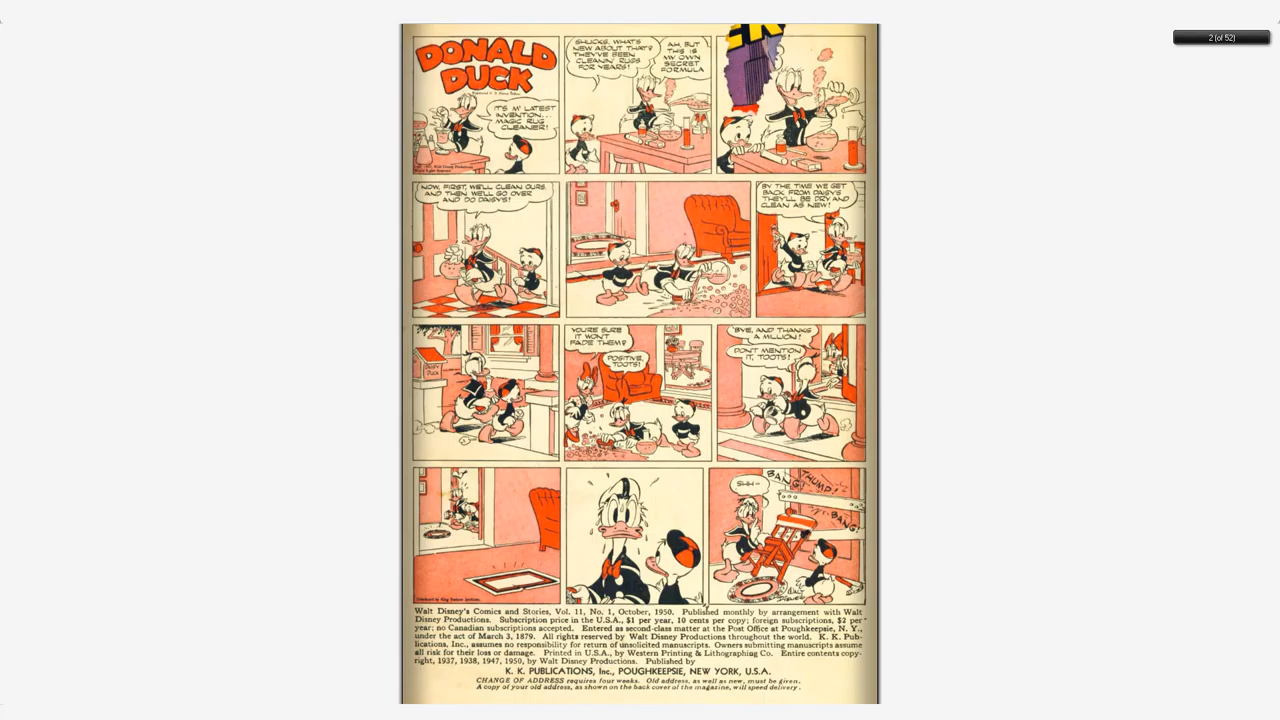 2 (of 52)
DONALD
DUCK
IT'S M' LATEST
INVENTION...
MAGIC RUG
CLEANER!
SHUCKS, WHAT'S
NEW ABOUT THAT?
THEY'VE BEEN
CLEANIN' RUGS
FOR YEARS!
AH, BUT
THIS IS
MY OWN
SECRET
FORMULA
ER
NOW, FIRST, WE'LL CLEAN OURS,
AND THEN WE'LL GO OVER
AND DO DAISY'S!
BY THE TIME WE GET
BACK FROM DAISY'S
THEY'LL BE DRY AND
CLEAN AS NEW!
DAISY
DUCK
YOU'RE SURE
IT WON'T
FADE THEM?
POSITIVE,
TOOTS!
'BYE, AND THANKS
A MILLION!
DON'T MENTION
IT, TOOTS!
Distributed by King Features Syndicate.
SHH-
BANG!
THUMP!
BANG!
WALT
DISNEY
Walt Disney's Comics and Stories, Vol. 11, No. 1, October, 1950. Published monthly by arrangement with Walt
Disney Productions. Subscription price in the U.S.A., $1 per year, 10 cents per copy; foreign subscriptions, $2 per
year; no Canadian subscriptions accepted. Entered as second-class matter at the Post Office at Poughkeepsie, N. Y.,
under the act of March 3, 1879. All rights reserved by Walt Disney Productions throughout the world. K. K. Pub-
lications, Inc., assumes no responsibility for return of unsolicited manuscripts. Owners submitting manuscripts assume
all risk for their loss or damage. Printed in U.S.A., by Western Printing & Lithographing Co. Entire contents copy-
right, 1937, 1938, 1947, 1950, by Walt Disney Productions. Published by
K. K. PUBLICATIONS, Inc., POUGHKEEPSIE, NEW YORK, U.S.A.
CHANGE OF ADDRESS requires four weeks. Old address, as well as new, must be given.
A copy of your old address, as shown on the back cover of the magazine, will speed delivery.